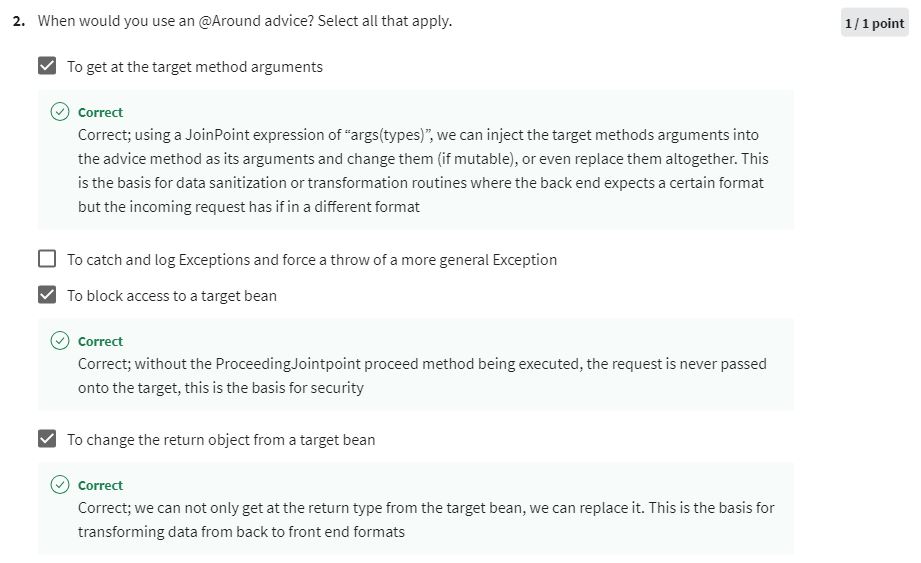 2. When would you use an @Around advice? Select all that apply.
1 / 1 point
To get at the target method arguments
Correct
Correct; using a JoinPoint expression of “args(types)”, we can inject the target methods arguments into
the advice method as its arguments and change them (if mutable), or even replace them altogether. This
is the basis for data sanitization or transformation routines where the back end expects a certain format
but the incoming request has if in a different format
To catch and log Exceptions and force a throw of a more general Exception
To block access to a target bean
Correct
Correct; without the ProceedingJointpoint proceed method being executed, the request is never passed
onto the target, this is the basis for security
To change the return object from a target bean
Correct
Correct; we can not only get at the return type from the target bean, we can replace it. This is the basis for
transforming data from back to front end formats